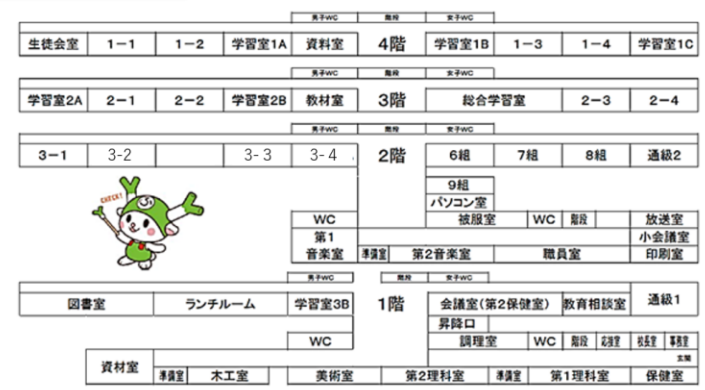 男子WC 階段 女子WC
生徒会室 1−1 1−2 学習室1A 資料室 4階 学習室1B 1−3 1−4 学習室1C
男子WC 階段 女子WC
学習室2A 2−1 2−2 学習室2B 教材室 3階 総合学習室 2−3 2−4
男子WC 階段 女子WC
3−1 3-2 3-3 3-4 2階 6組 7組 8組 通級2
9組
パソコン室
CHECK!
WC 被服室 WC 階段 放送室
第1 小会議室
音楽室 準備室 第2音楽室 職員室 印刷室
男子WC 階段 女子WC
図書室 ランチルーム 学習室3B 1階 会議室(第2保健室) 教育相談室 通級1
昇降口
WC 調理室 WC 階段 応接室 校長室 事務室
玄関
資材室 準備室 木工室 美術室 第2理科室 準備室 第1理科室 保健室